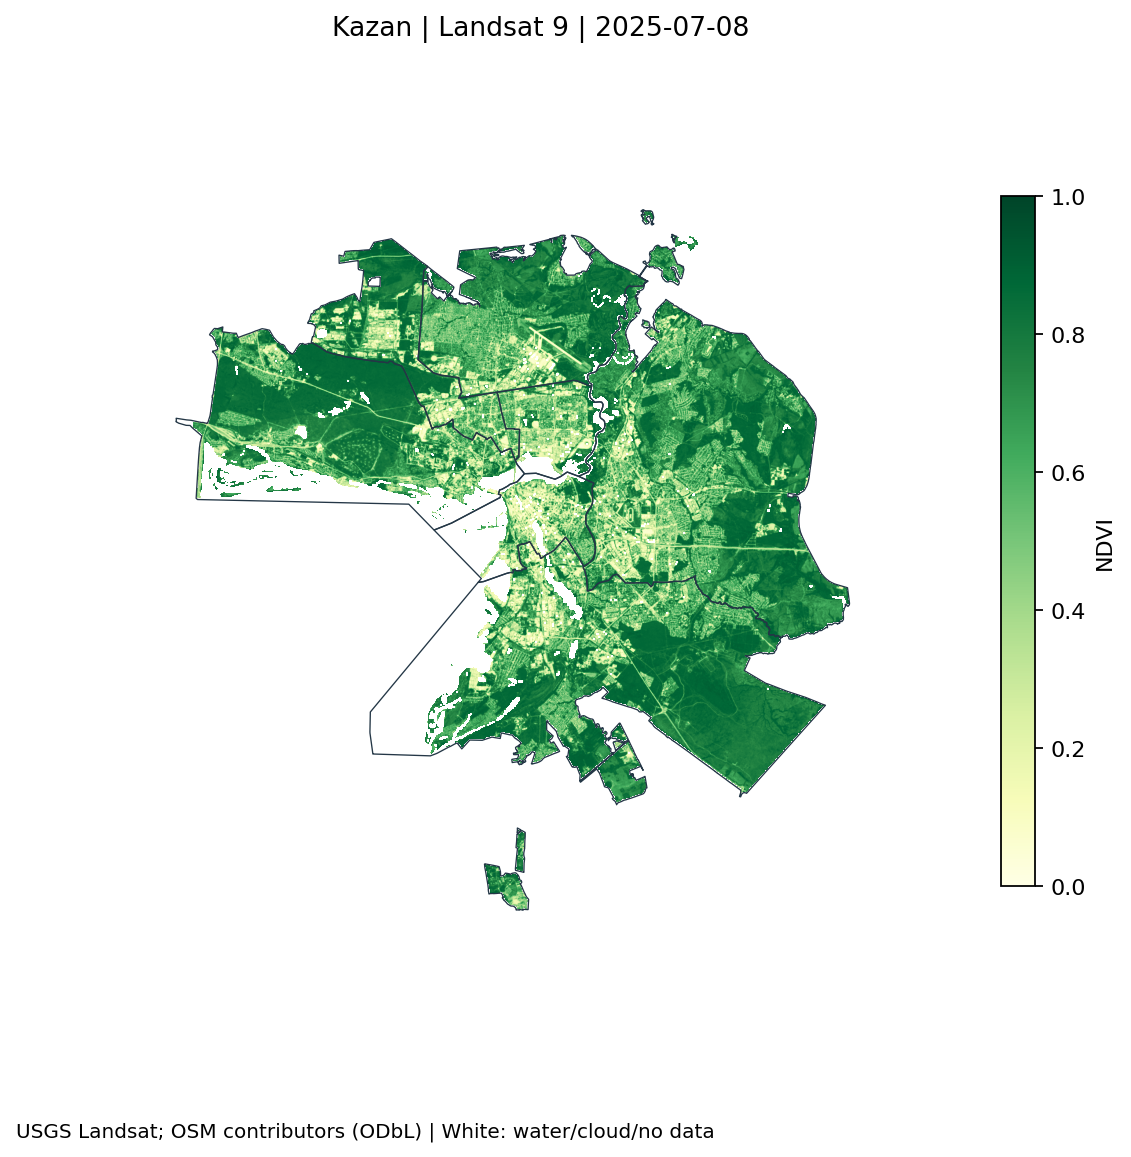 Kazan | Landsat 9 | 2025-07-08
1.0
0.8
0.6
0.4
0.2
0.0
NDVI
USGS Landsat; OSM contributors (ODbL) | White: water/cloud/no data